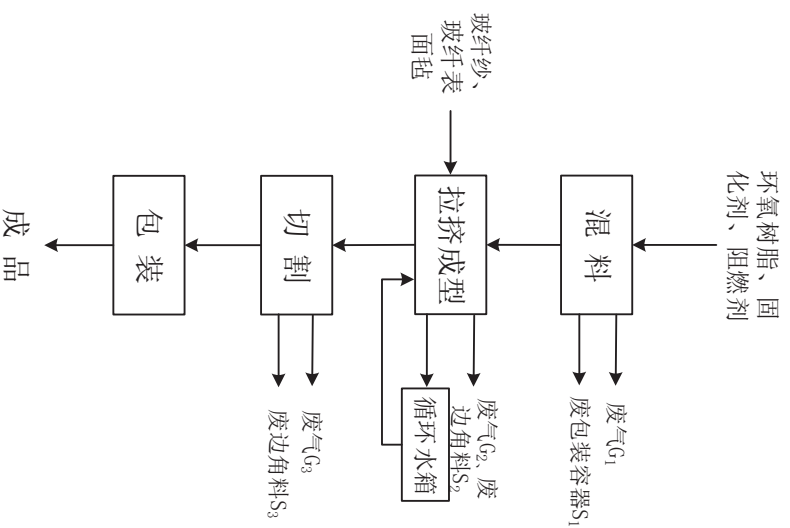 环氧树脂、固
化剂、阻燃剂
混料
废气G₁
废包装容器S₁
玻纤纱、
玻纤表
面毡
拉挤成型
废气G₂、废
边角料S₂
循环水箱
切割
废气G₃
废边角料S₃
包装
成品